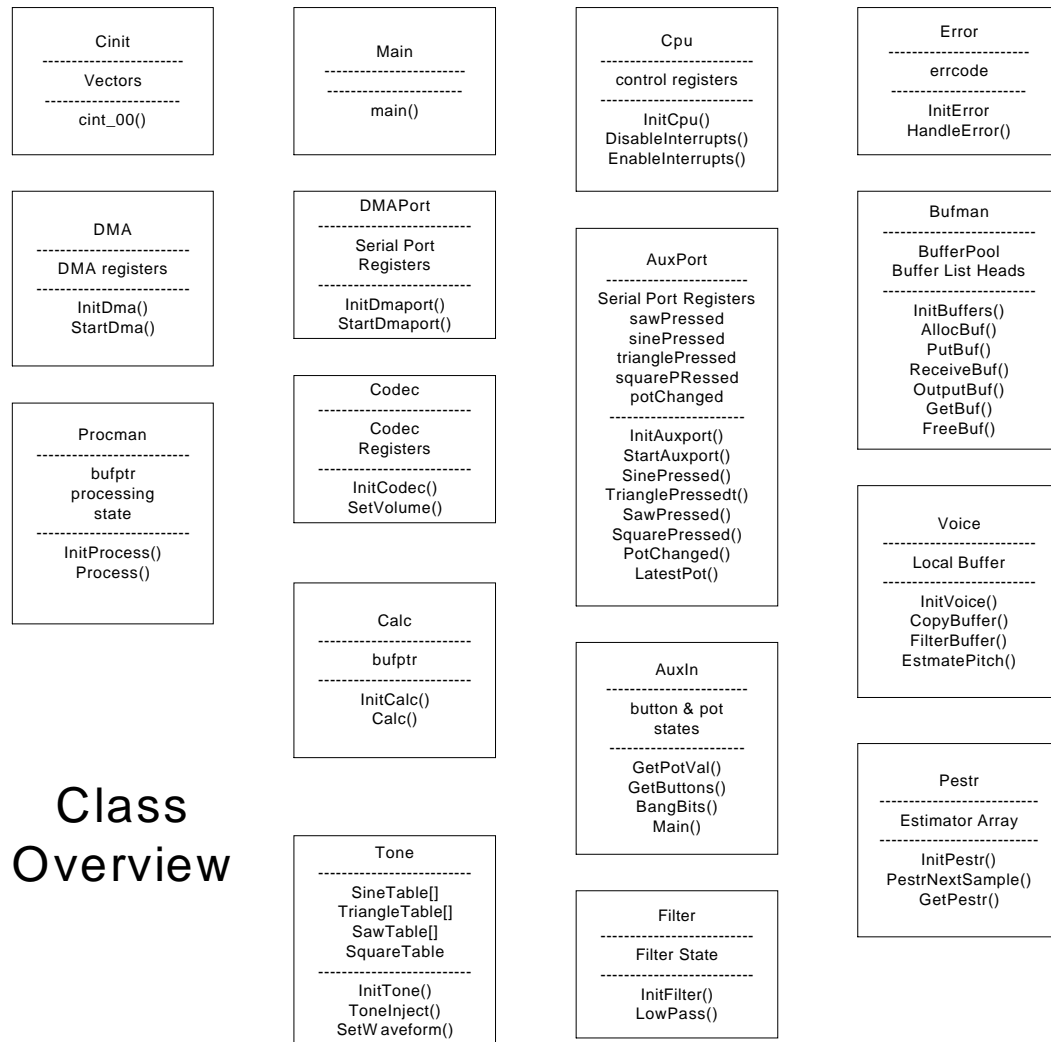 Cinit
-----------------------
Vectors
----------------------
cint_00()
Main
-----------------------
----------------------
main()
Cpu
-------------------------
control registers
-------------------------
InitCpu()
DisableInterrupts()
EnableInterrupts()
Error
-----------------------
errcode
----------------------
InitError
HandleError()
DMA
-------------------------
DMA registers
-------------------------
InitDma()
StartDma()
DMAPort
-------------------------
Serial Port
Registers
-------------------------
InitDmaport()
StartDmaport()
AuxPort
-----------------------
Serial Port Registers
sawPressed
sinePressed
trianglePressed
squarePRessed
potChanged
----------------------
InitAuxport()
StartAuxport()
SinePressed()
TrianglePressedt()
SawPressed()
SquarePressed()
PotChanged()
LatestPot()
Bufman
-------------------------
BufferPool
Buffer List Heads
-------------------------
InitBuffers()
AllocBuf()
PutBuf()
ReceiveBuf()
OutputBuf()
GetBuf()
FreeBuf()
Procman
-------------------------
bufptr
processing
state
-------------------------
InitProcess()
Process()
Codec
-------------------------
Codec
Registers
-------------------------
InitCodec()
SetVolume()
Voice
-------------------------
Local Buffer
-------------------------
InitVoice()
CopyBuffer()
FilterBuffer()
EstmatePitch()
Calc
-------------------------
bufptr
-------------------------
InitCalc()
Calc()
AuxIn
-----------------------
button & pot
states
----------------------
GetPotVal()
GetButtons()
BangBits()
Main()
Pestr
--------------------------
Estimator Array
--------------------------
InitPestr()
PestrNextSample()
GetPestr()
Class
Overview
Tone
-------------------------
SineTable[]
TriangleTable[]
SawTable[]
SquareTable
-------------------------
InitTone()
ToneInject()
SetWaveform()
Filter
-------------------------
Filter State
-------------------------
InitFilter()
LowPass()